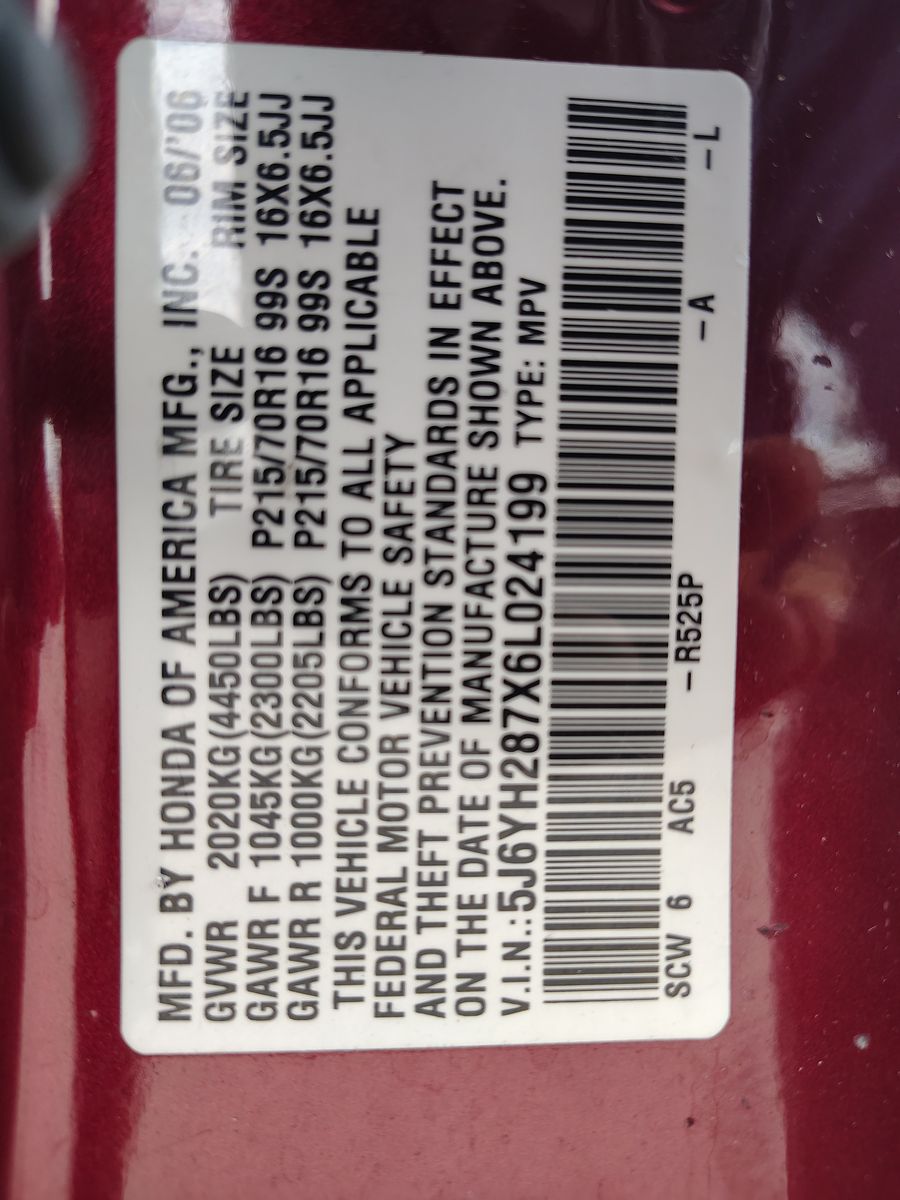 MFD. BY HONDA OF AMERICA MFG., INC. 06/'06
GVWR 2020KG(4450LBS) TIRE SIZE RIM SIZE
GAWR F 1045KG(2300LBS) P215/70R16 99S 16X6.5JJ
GAWR R 1000KG(2205LBS) P215/70R16 99S 16X6.5JJ
THIS VEHICLE CONFORMS TO ALL APPLICABLE
FEDERAL MOTOR VEHICLE SAFETY
AND THEFT PREVENTION STANDARDS IN EFFECT
ON THE DATE OF MANUFACTURE SHOWN ABOVE.
V.I.N.: 5J6YH287X6L024199 TYPE: MPV
SCW 6 AC5 -R525P -A -L